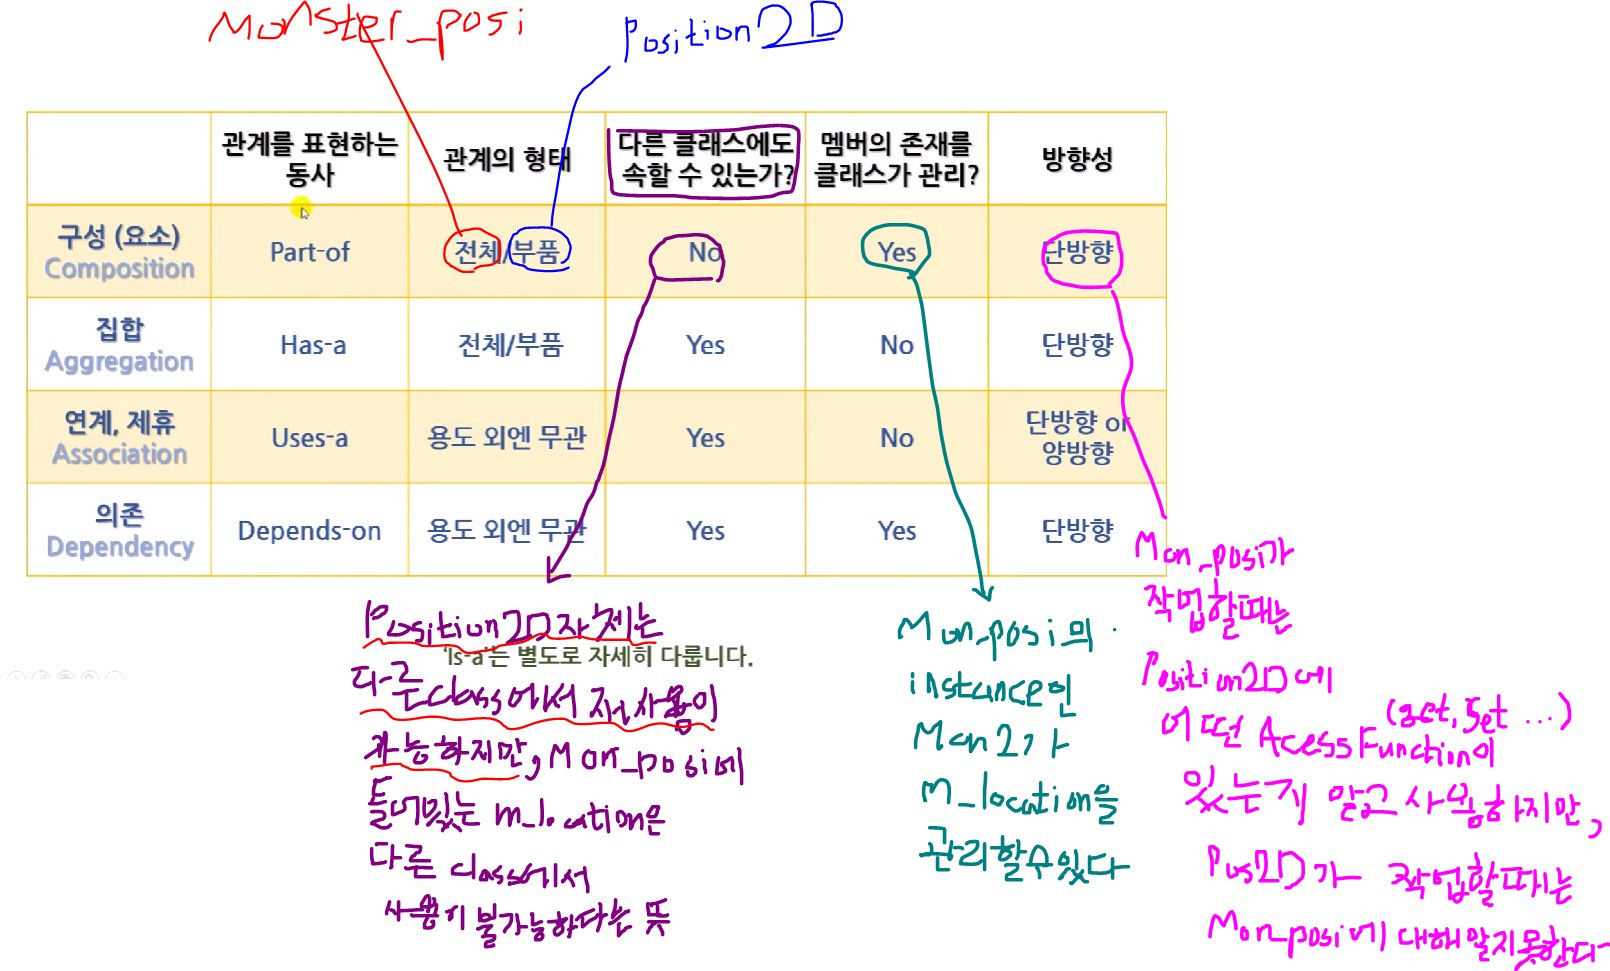 Monster_posi
Position2D
관계를 표현하는
동사
관계의 형태
다른 클래스에도
속할 수 있는가?
멤버의 존재를
클래스가 관리?
방향성
구성 (요소)
Composition
Part-of
전체/부품
No
Yes
단방향
집합
Aggregation
Has-a
전체/부품
Yes
No
단방향
연계, 제휴
Association
Uses-a
용도 외엔 무관
Yes
No
단방향 or
양방향
의존
Dependency
Depends-on
용도 외엔 무관
Yes
Yes
단방향
'Is-a'는 별도로 자세히 다룹니다.
Position2D 자체는
다른 class에서 재사용이
가능하지만, Mon_posi에
들어있는 m_location은
다른 class에서
사용이 불가능하다는 뜻
Mon_posi의
instance인
Mon2가
m_location을
관리할수있다
Mon_posi가
작업할때는
Position2D에
어떤 AcessFunction이
(get, set ...)
있는지 알고 사용하지만,
Pos2D가 작업할때는
Mon_posi에 대해알지못한다